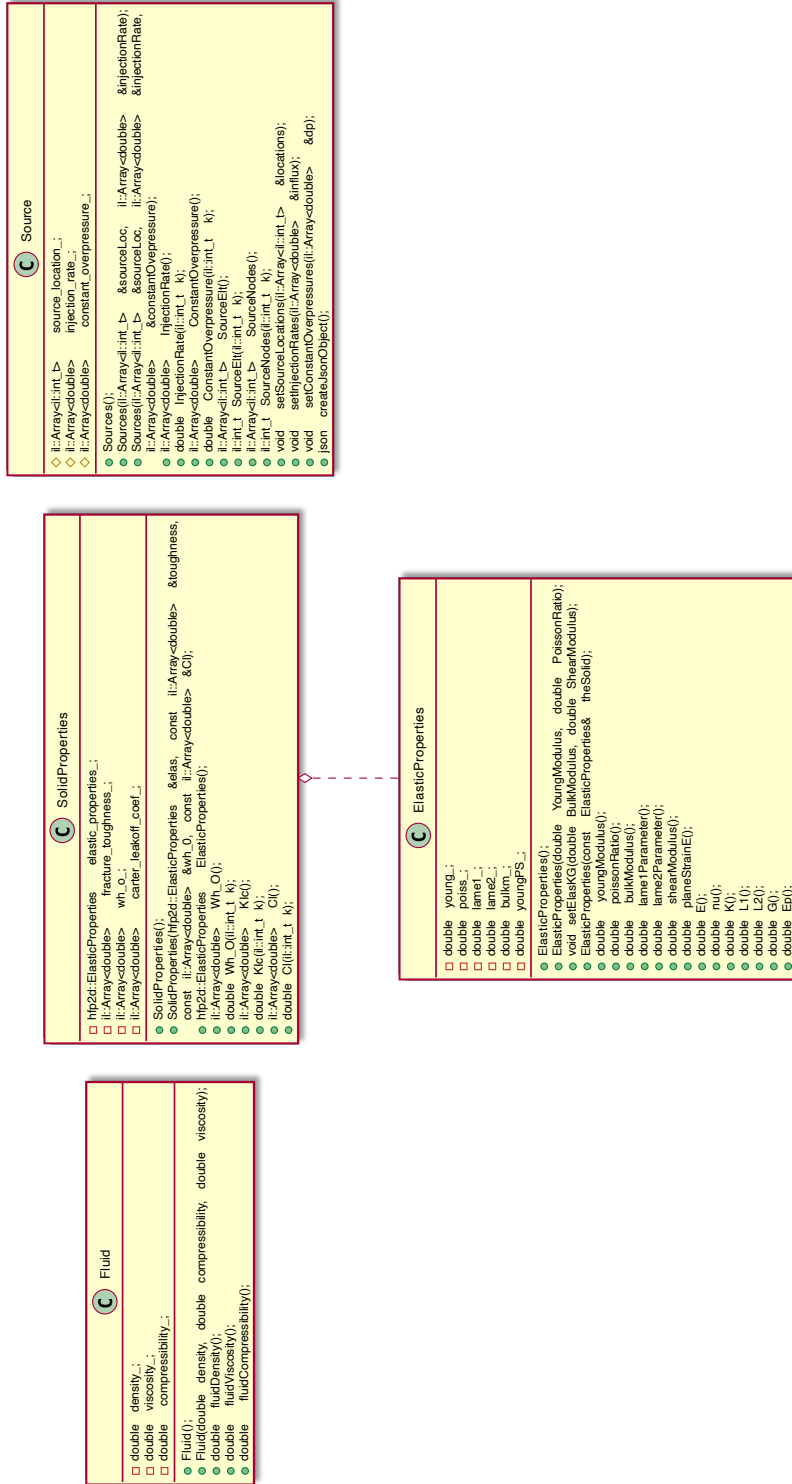 C Fluid
double density_;
double viscosity_;
double compressibility_;
Fluid();
Fluid(double density, double compressibility, double viscosity);
double fluidDensity();
double fluidViscosity();
double fluidCompressibility();
C SolidProperties
hfp2d::ElasticProperties elastic_properties_;
il::Array<double> fracture_toughness_;
il::Array<double> wh_o_;
il::Array<double> carter_leakoff_coef_;
SolidProperties();
SolidProperties(hfp2d::ElasticProperties &elas, const il::Array<double> &toughness,
const il::Array<double> &wh_0, const il::Array<double> &Cl);
hfp2d::ElasticProperties ElasticProperties();
il::Array<double> Wh_O();
double Wh_O(il::int_t k);
il::Array<double> KIc();
double KIc(il::int_t k);
il::Array<double> Cl();
double Cl(il::int_t k);
C Source
il::Array<il::int_t> source_location_;
il::Array<double> injection_rate_;
il::Array<double> constant_overpressure_;
Sources();
Sources(il::Array<il::int_t> &sourceLoc, il::Array<double> &injectionRate);
Sources(il::Array<il::int_t> &sourceLoc, il::Array<double> &injectionRate,
il::Array<double> &constantOvepressure);
il::Array<double> InjectionRate();
double InjectionRate(il::int_t k);
il::Array<double> ConstantOverpressure();
double ConstantOverpressure(il::int_t k);
il::Array<il::int_t> SourceElt();
il::int_t SourceElt(il::int_t k);
il::Array<il::int_t> SourceNodes();
il::int_t SourceNodes(il::int_t k);
void setSourceLocations(il::Array<il::int_t> &locations);
void setInjectionRates(il::Array<double> &influx);
void setConstantOverpressures(il::Array<double> &dp);
json createJsonObject();
C ElasticProperties
double young_;
double poiss_;
double lame1_;
double lame2_;
double bulkm_;
double youngPS_;
ElasticProperties();
ElasticProperties(double YoungModulus, double PoissonRatio);
void setElasKG(double BulkModulus, double ShearModulus);
ElasticProperties(const ElasticProperties& theSolid);
double youngModulus();
double poissonRatio();
double bulkModulus();
double lame1Parameter();
double lame2Parameter();
double shearModulus();
double planeStrainE();
double E();
double nu();
double K();
double L1();
double L2();
double G();
double Ep();